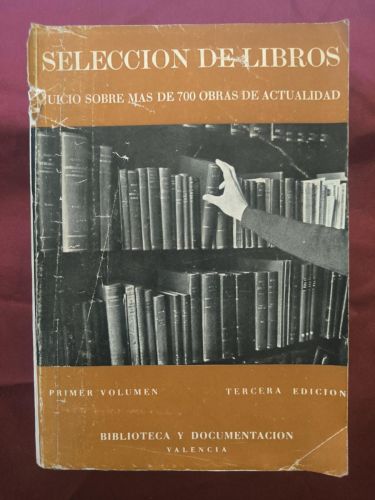 SELECCION DE LIBROS
JUICIO SOBRE MAS DE 700 OBRAS DE ACTUALIDAD
PRIMER VOLUMEN
TERCERA EDICION
BIBLIOTECA Y DOCUMENTACION
VALENCIA